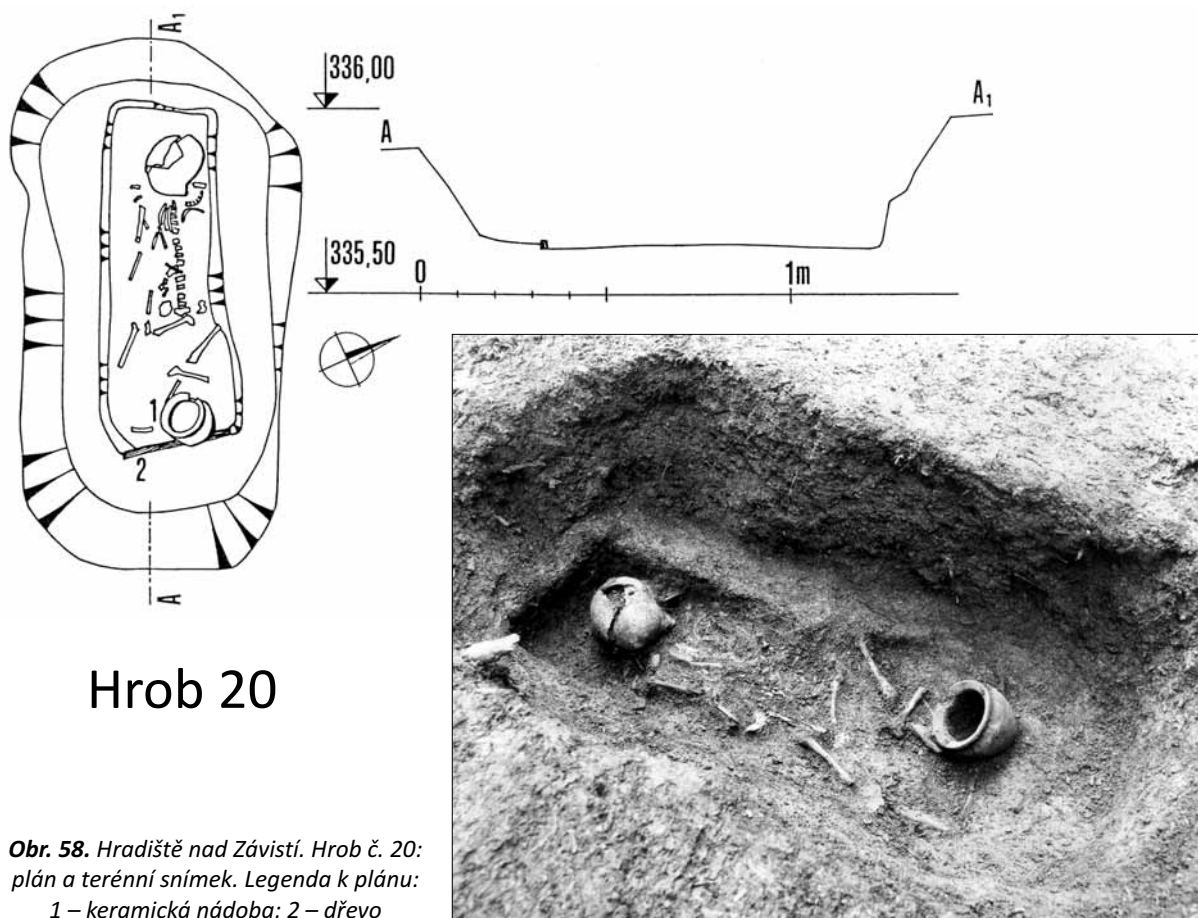 A₁
336,00
A₁
A
335,50
0
1m
1
2
A
Hrob 20
Obr. 58. Hradiště nad Závistí. Hrob č. 20:
plán a terénní snímek. Legenda k plánu:
1 – keramická nádoba; 2 – dřevo